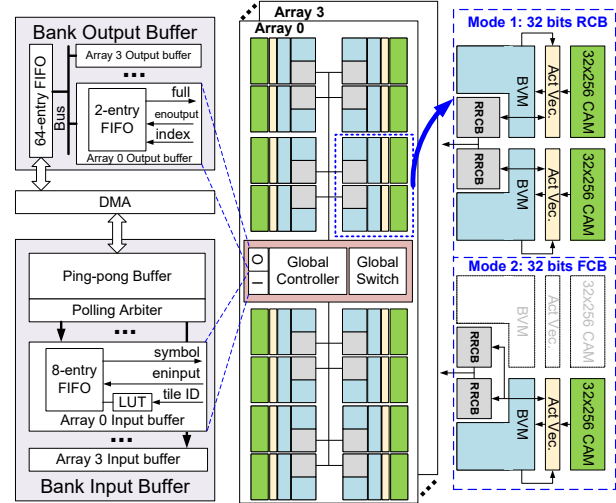 Bank Output Buffer
64-entry FIFO
Bus
Array 3 Output buffer
...
2-entry
FIFO
full
enoutput
index
Array 0 Output buffer
DMA
Ping-pong Buffer
Polling Arbiter
...
8-entry
FIFO
symbol
eninput
tile ID
LUT
Array 0 Input buffer
...
Array 3 Input buffer
Bank Input Buffer
Array 3
Array 0
O
I
Global
Controller
Global
Switch
Mode 1: 32 bits RCB
BVM
Act Vec.
32x256 CAM
RRCB
RRCB
BVM
Act Vec.
32x256 CAM
Mode 2: 32 bits FCB
BVM
Act Vec.
32x256 CAM
RRCB
RRCB
BVM
Act Vec.
32x256 CAM